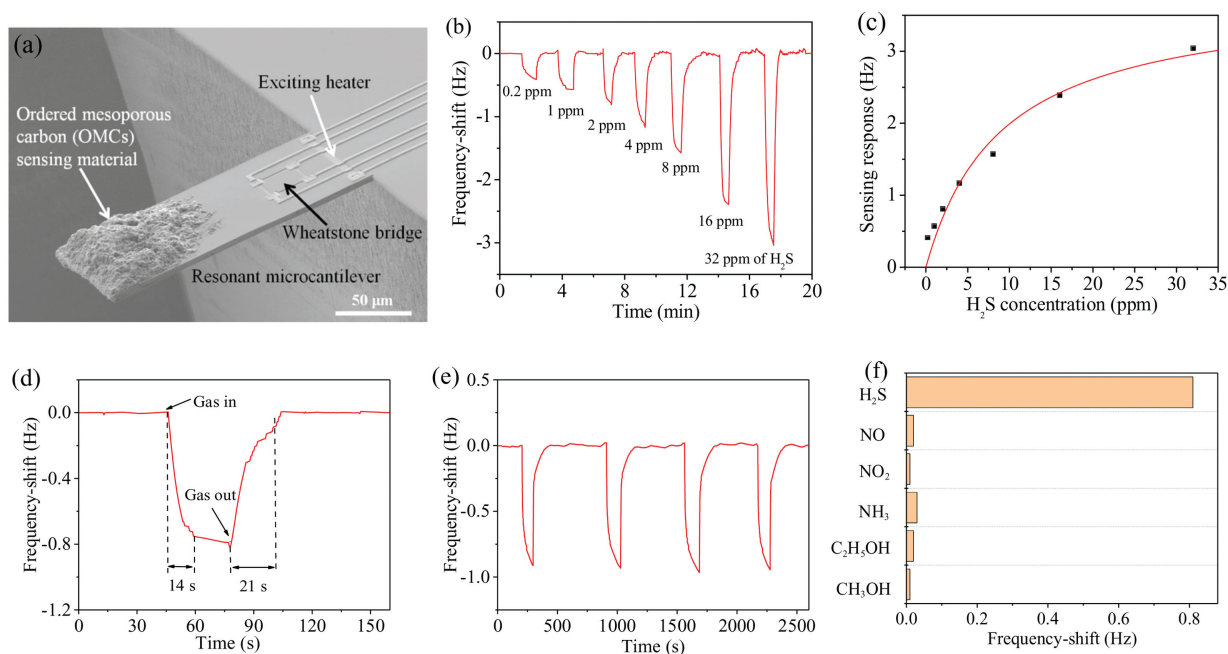 (a)
Exciting heater
Ordered mesoporous
carbon (OMCs)
sensing material
Wheatstone bridge
Resonant microcantilever
50 μm
(b)
Frequency-shift (Hz)
0
-1
-2
-3
0.2 ppm
1 ppm
2 ppm
4 ppm
8 ppm
16 ppm
32 ppm of H₂S
0 4 8 12 16 20
Time (min)
(c)
Sensing response (Hz)
3
2
1
0
0 5 10 15 20 25 30 35
H₂S concentration (ppm)
(d)
Frequency-shift (Hz)
0.0
-0.4
-0.8
-1.2
Gas in
Gas out
14 s
21 s
0 30 60 90 120 150
Time (s)
(e)
Frequency-shift (Hz)
0.5
0.0
-0.5
-1.0
0 500 1000 1500 2000 2500
Time (s)
(f)
H₂S
NO
NO₂
NH₃
C₂H₅OH
CH₃OH
0.0 0.2 0.4 0.6 0.8
Frequency-shift (Hz)